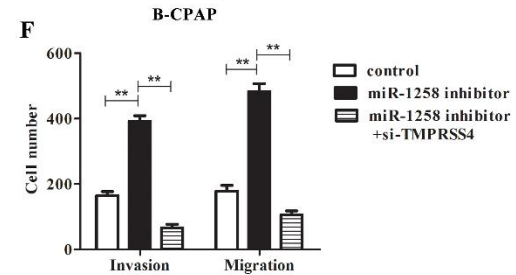 B-CPAP
F
600
400
200
0
Cell number
** **
** **
Invasion Migration
control
miR-1258 inhibitor
miR-1258 inhibitor
+si-TMPRSS4